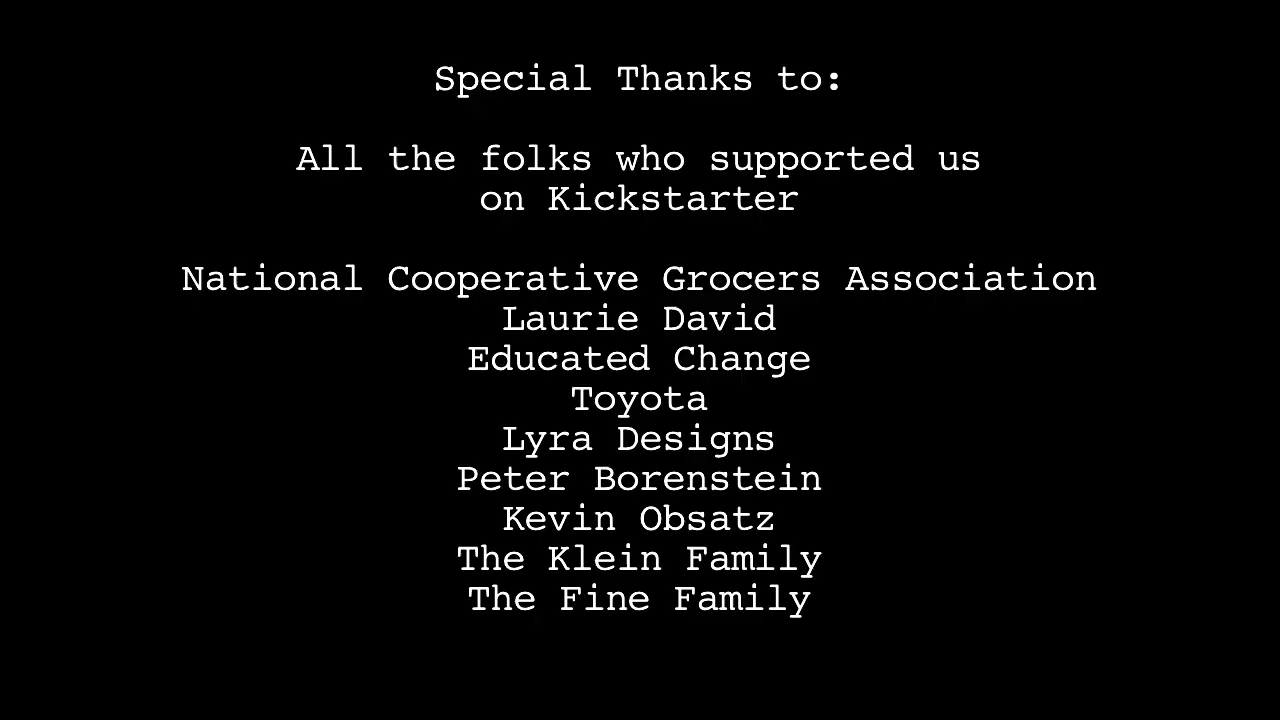 Special Thanks to:
All the folks who supported us
on Kickstarter
National Cooperative Grocers Association
Laurie David
Educated Change
Toyota
Lyra Designs
Peter Borenstein
Kevin Obsatz
The Klein Family
The Fine Family